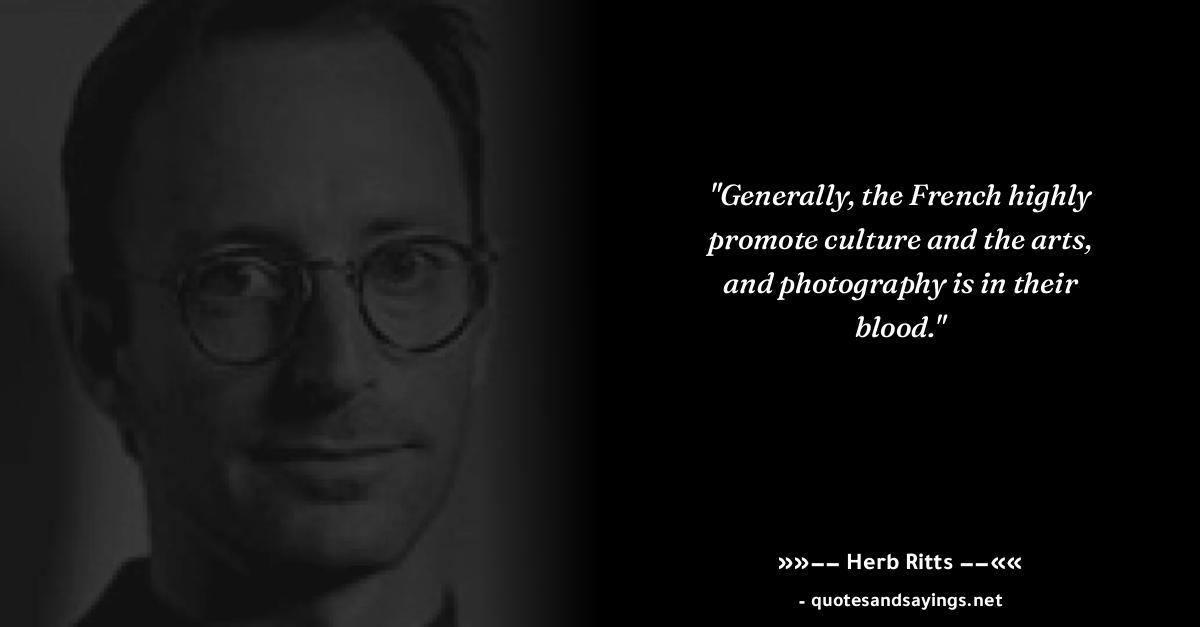 "Generally, the French highly
promote culture and the arts,
and photography is in their
blood."
»»−− Herb Ritts −−««
- quotesandsayings.net